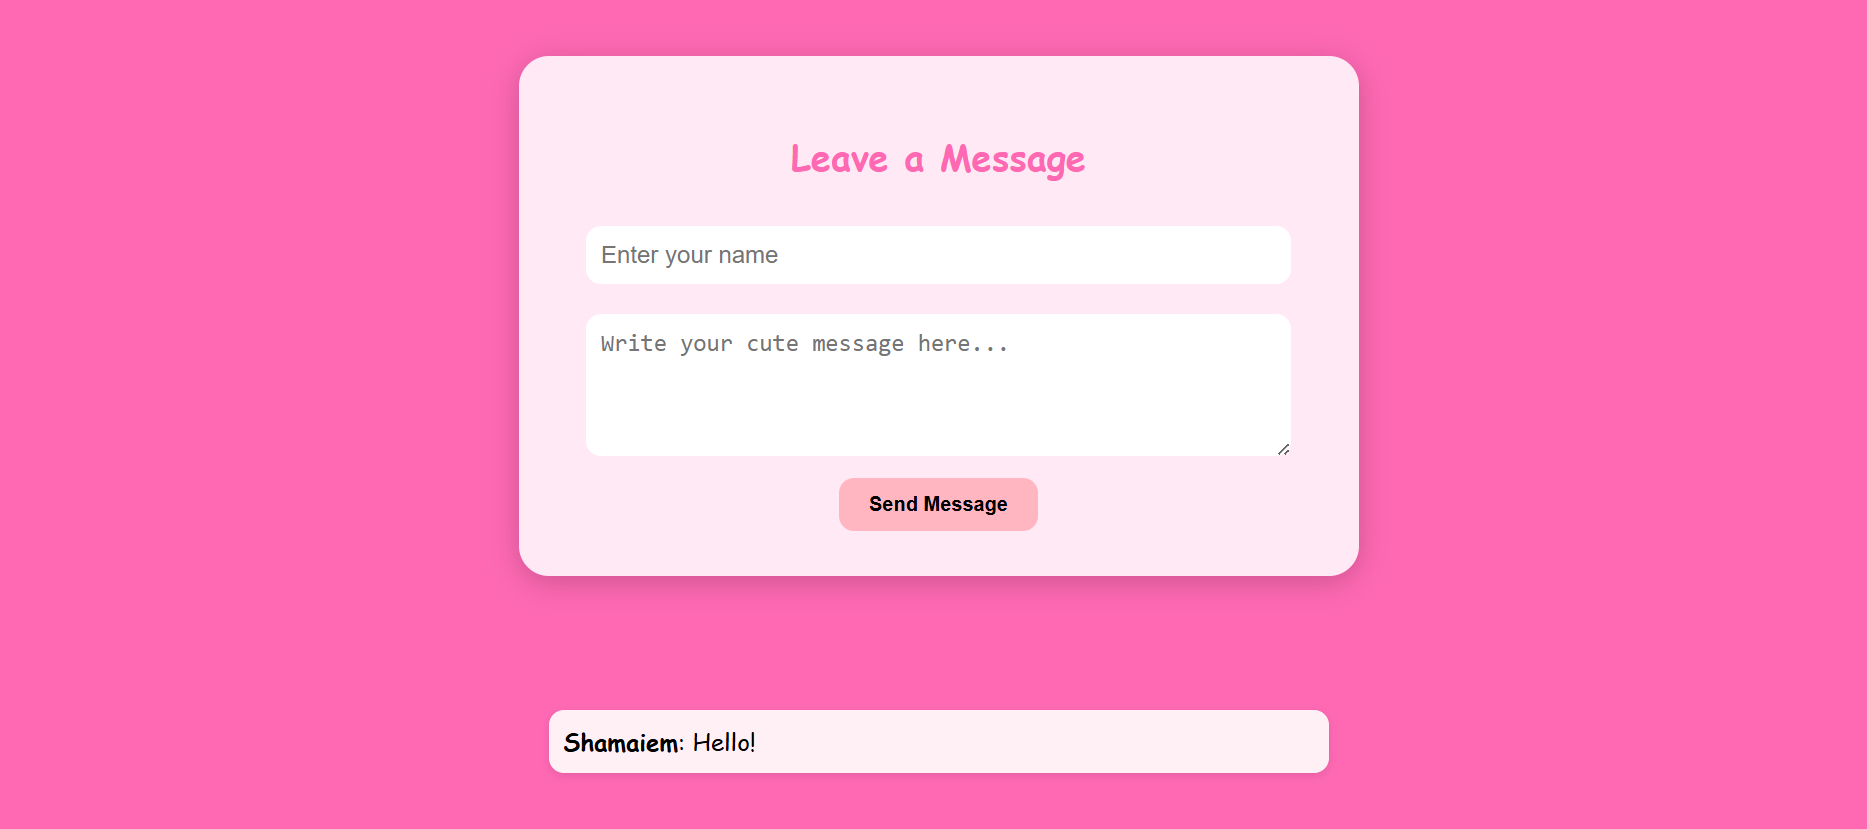 Leave a Message
Enter your name
Write your cute message here...
Send Message
Shamaiem: Hello!